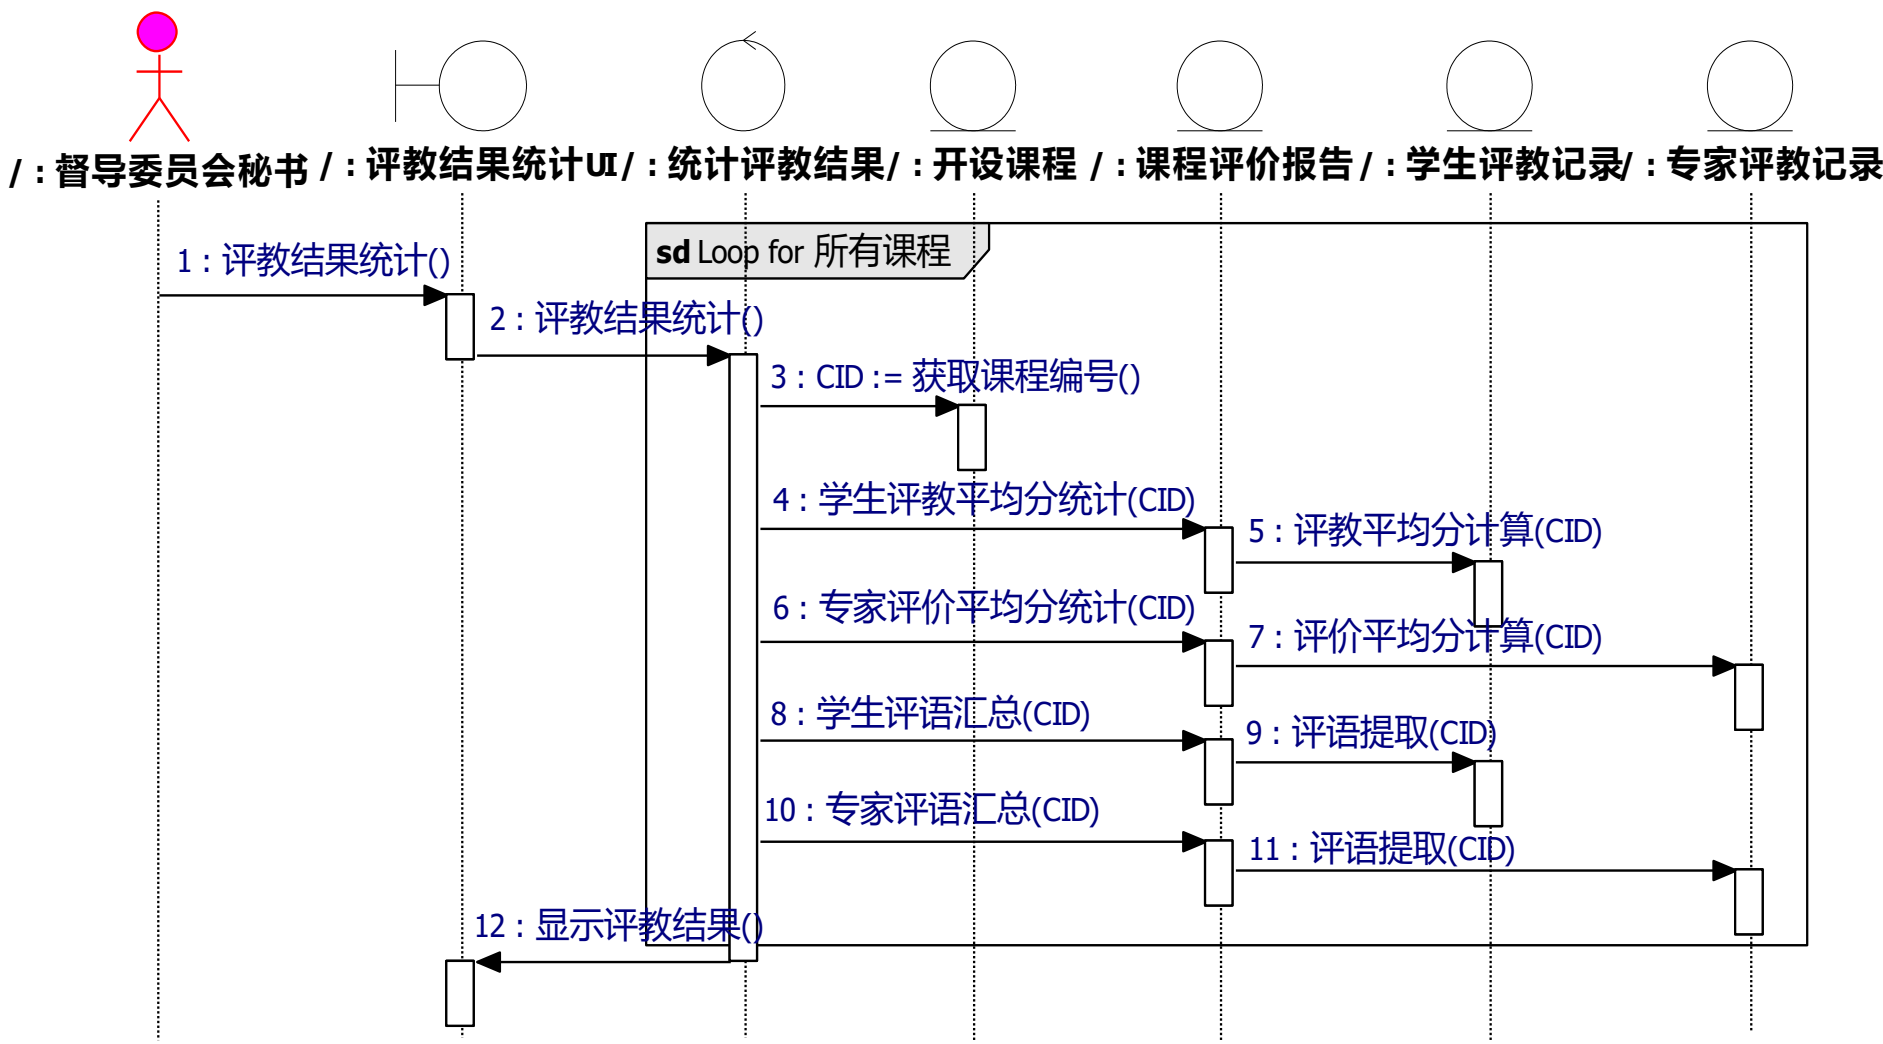 / : 督导委员会秘书
/ : 评教结果统计UI
/ : 统计评教结果
/ : 开设课程
/ : 课程评价报告
/ : 学生评教记录
/ : 专家评教记录
sd Loop for 所有课程
1 : 评教结果统计()
2 : 评教结果统计()
3 : CID := 获取课程编号()
4 : 学生评教平均分统计(CID)
5 : 评教平均分计算(CID)
6 : 专家评价平均分统计(CID)
7 : 评价平均分计算(CID)
8 : 学生评语汇总(CID)
9 : 评语提取(CID)
10 : 专家评语汇总(CID)
11 : 评语提取(CID)
12 : 显示评教结果()